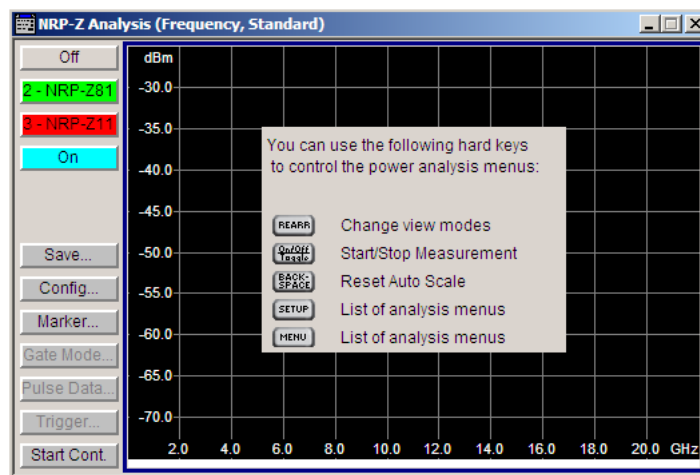 NRP-Z Analysis (Frequency, Standard)
Off
2 - NRP-Z81
3 - NRP-Z11
On
Save...
Config...
Marker...
Gate Mode...
Pulse Data...
Trigger...
Start Cont.
dBm
-30.0
-35.0
-40.0
-45.0
-50.0
-55.0
-60.0
-65.0
-70.0
You can use the following hard keys
to control the power analysis menus:
REARR Change view modes
On/Off Toggle Start/Stop Measurement
BACK-SPACE Reset Auto Scale
SETUP List of analysis menus
MENU List of analysis menus
2.0 4.0 6.0 8.0 10.0 12.0 14.0 16.0 18.0 20.0 GHz